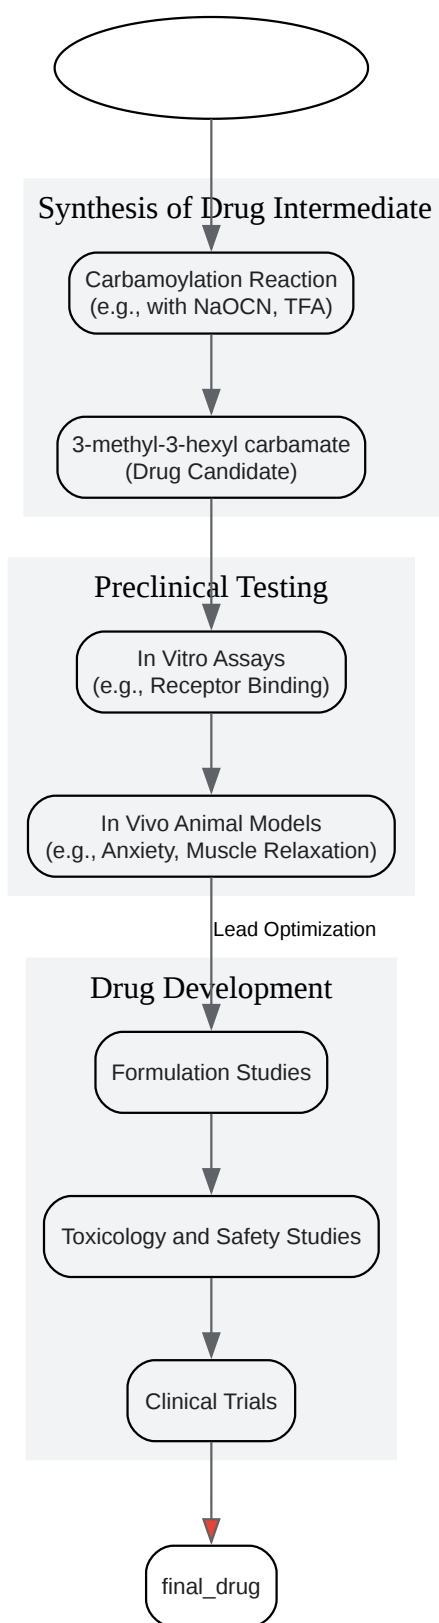 Synthesis of Drug Intermediate
Carbamoylation Reaction
(e.g., with NaOCN, TFA)
3-methyl-3-hexyl carbamate
(Drug Candidate)
Preclinical Testing
In Vitro Assays
(e.g., Receptor Binding)
In Vivo Animal Models
(e.g., Anxiety, Muscle Relaxation)
Lead Optimization
Drug Development
Formulation Studies
Toxicology and Safety Studies
Clinical Trials
final_drug